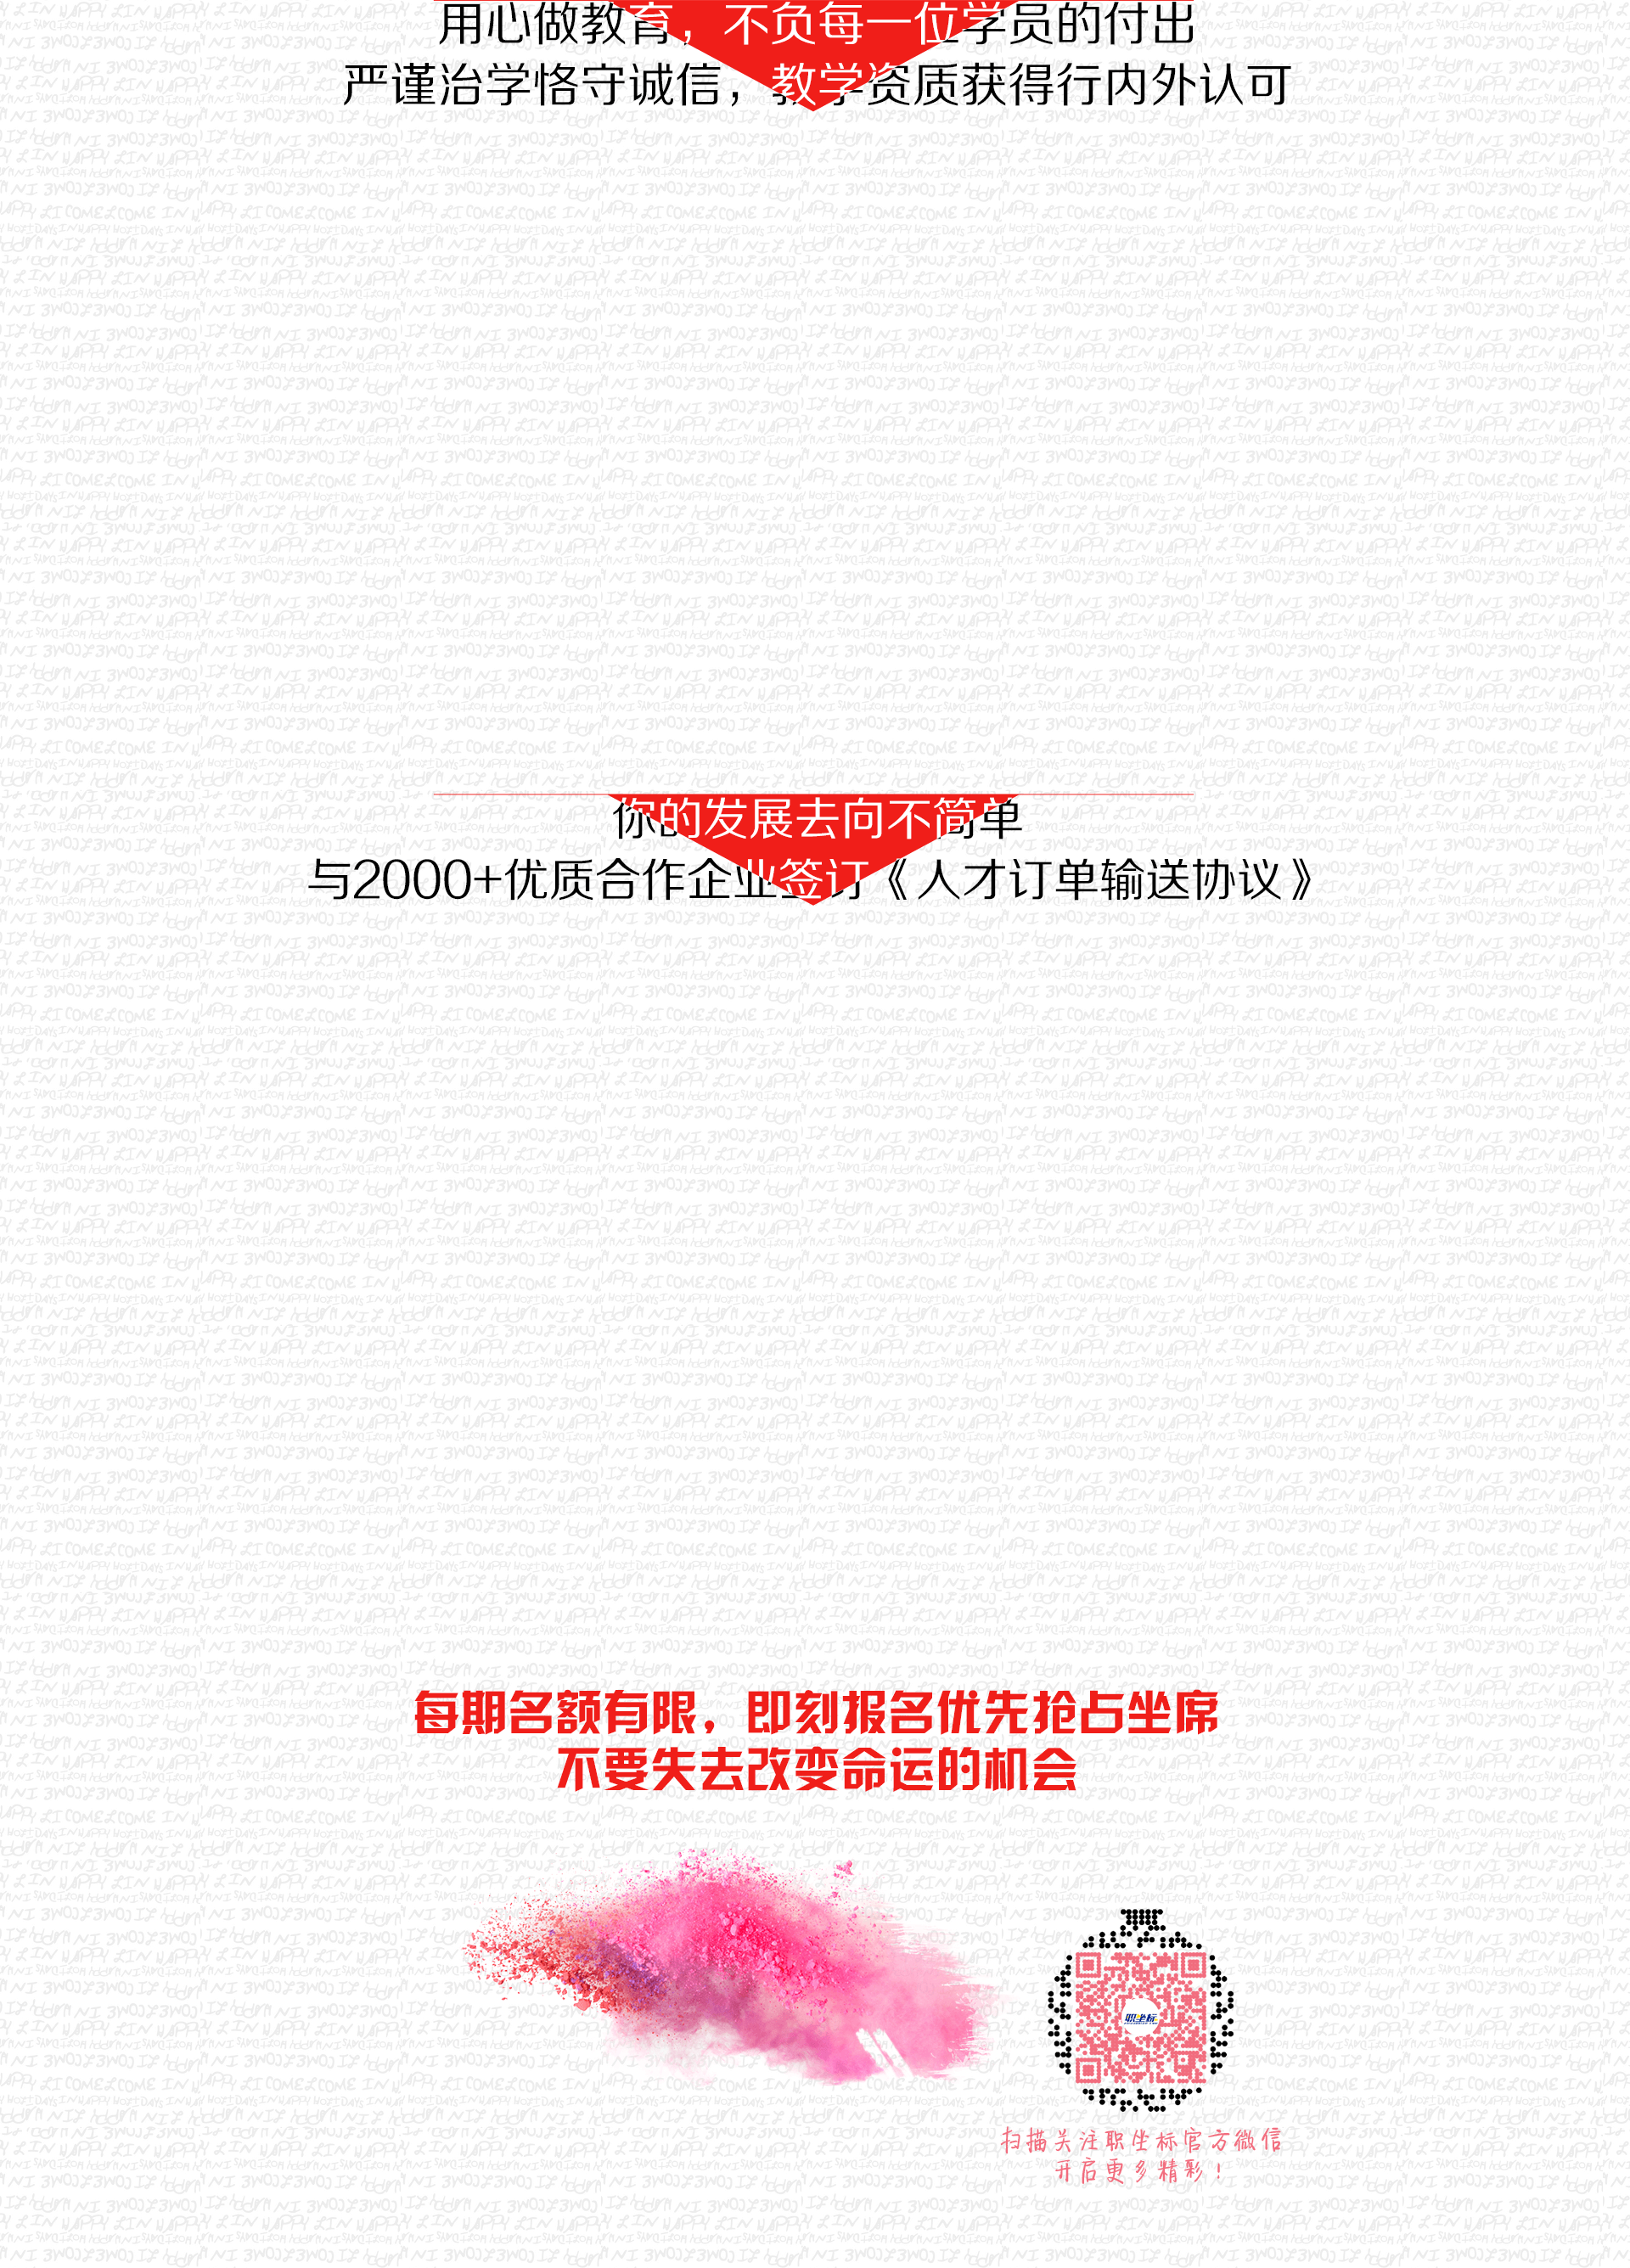 用心做教育，不负每一位学员的付出
严谨治学恪守诚信，教学资质获得行内外认可
你的发展去向不简单
与2000+优质合作企业签订《人才订单输送协议》
每期名额有限，即刻报名优先抢占坐席
不要失去改变命运的机会
职坐标
扫描关注职坐标官方微信
开启更多精彩！